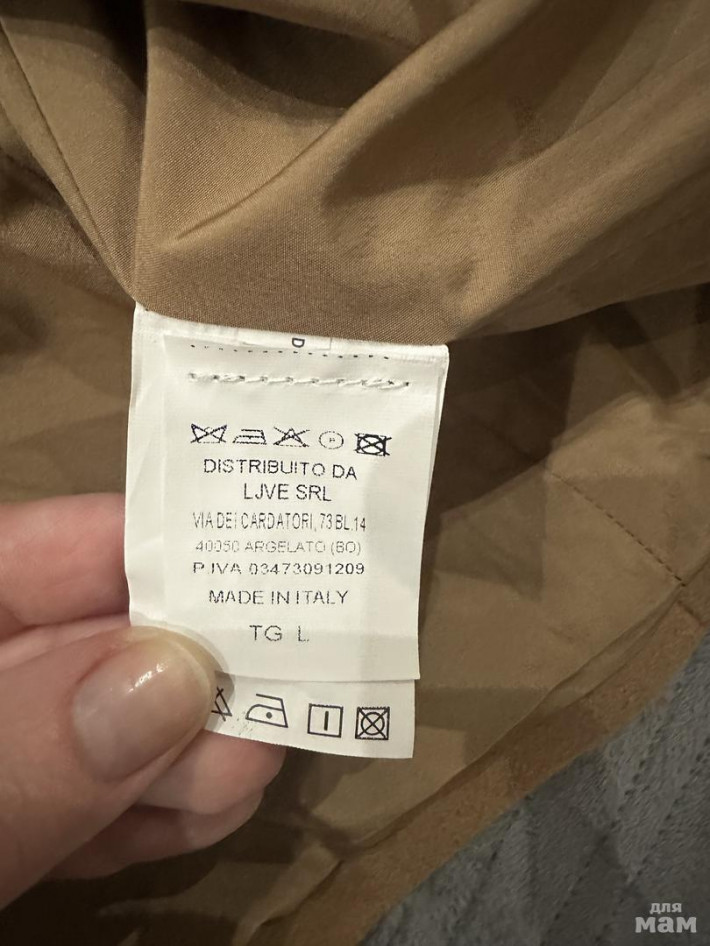 D
DISTRIBUITO DA
LJVE SRL
VIA DEI CARDATORI, 73 BL.14
40050 ARGELATO (BO)
P.IVA 03473091209
MADE IN ITALY
TG L
для
мам